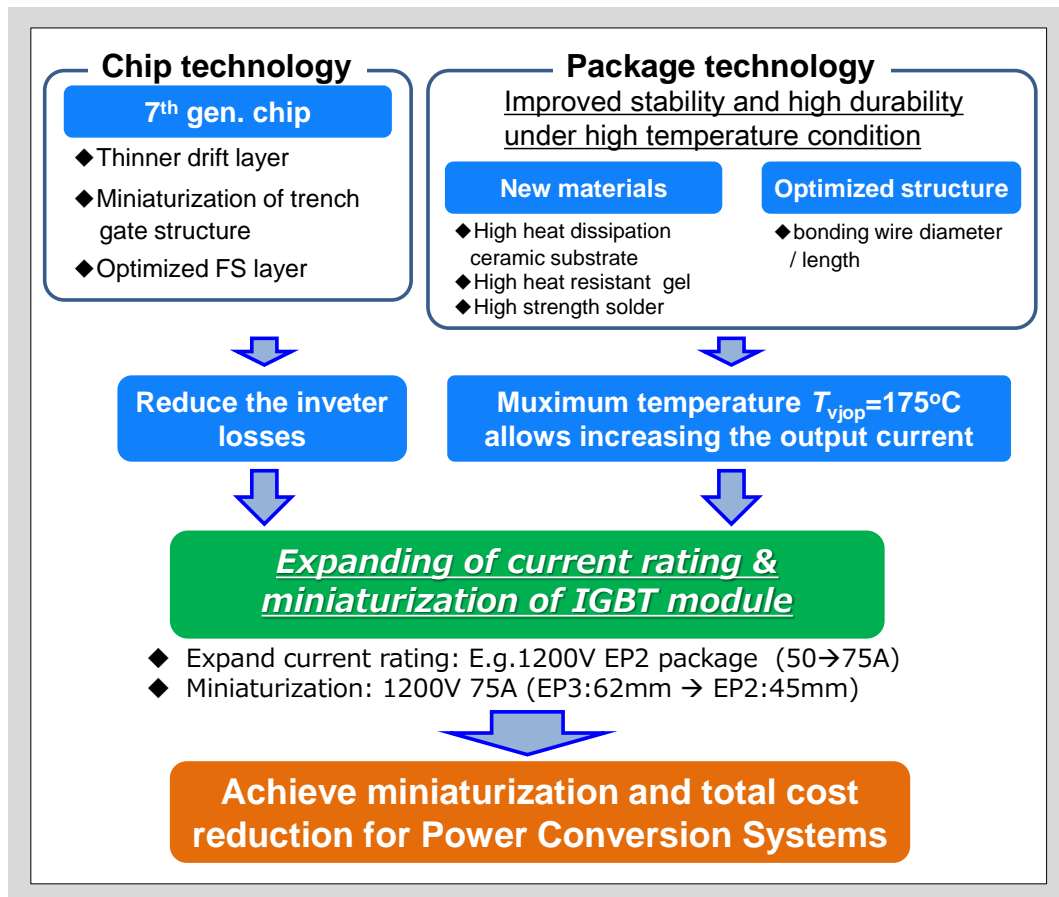 Chip technology
7th gen. chip
◆Thinner drift layer
◆Miniaturization of trench
gate structure
◆Optimized FS layer
Package technology
Improved stability and high durability
under high temperature condition
New materials
◆High heat dissipation
ceramic substrate
◆High heat resistant gel
◆High strength solder
Optimized structure
◆bonding wire diameter
/ length
Reduce the inveter
losses
Muximum temperature Tvjop=175oC
allows increasing the output current
Expanding of current rating &
miniaturization of IGBT module
◆ Expand current rating: E.g.1200V EP2 package (50→75A)
◆ Miniaturization: 1200V 75A (EP3:62mm → EP2:45mm)
Achieve miniaturization and total cost
reduction for Power Conversion Systems